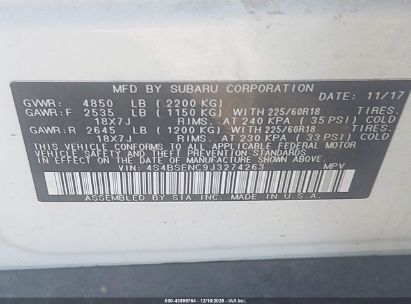 MFD BY SUBARU CORPORATION
DATE: 11/17
GVWR: 4850 LB (2200 KG)
GAWR:F 2535 LB (1150 KG) WITH 225/60R18 TIRES.
18X7J RIMS. AT 240 KPA (35 PSI) COLD
GAWR:R 2645 LB (1200 KG) WITH 225/60R18 TIRES.
18X7J RIMS. AT 230 KPA (33 PSI) COLD
THIS VEHICLE CONFORMS TO ALL APPLICABLE FEDERAL MOTOR
VEHICLE SAFETY, BUMPER, AND THEFT PREVENTION STANDARDS
IN EFFECT ON THE DATE OF MANUFACTURE SHOWN ABOVE.
VIN: 4S4BSENC9J3274263 MPV
ASSEMBLED BY SIA INC. MADE IN U.S.A.